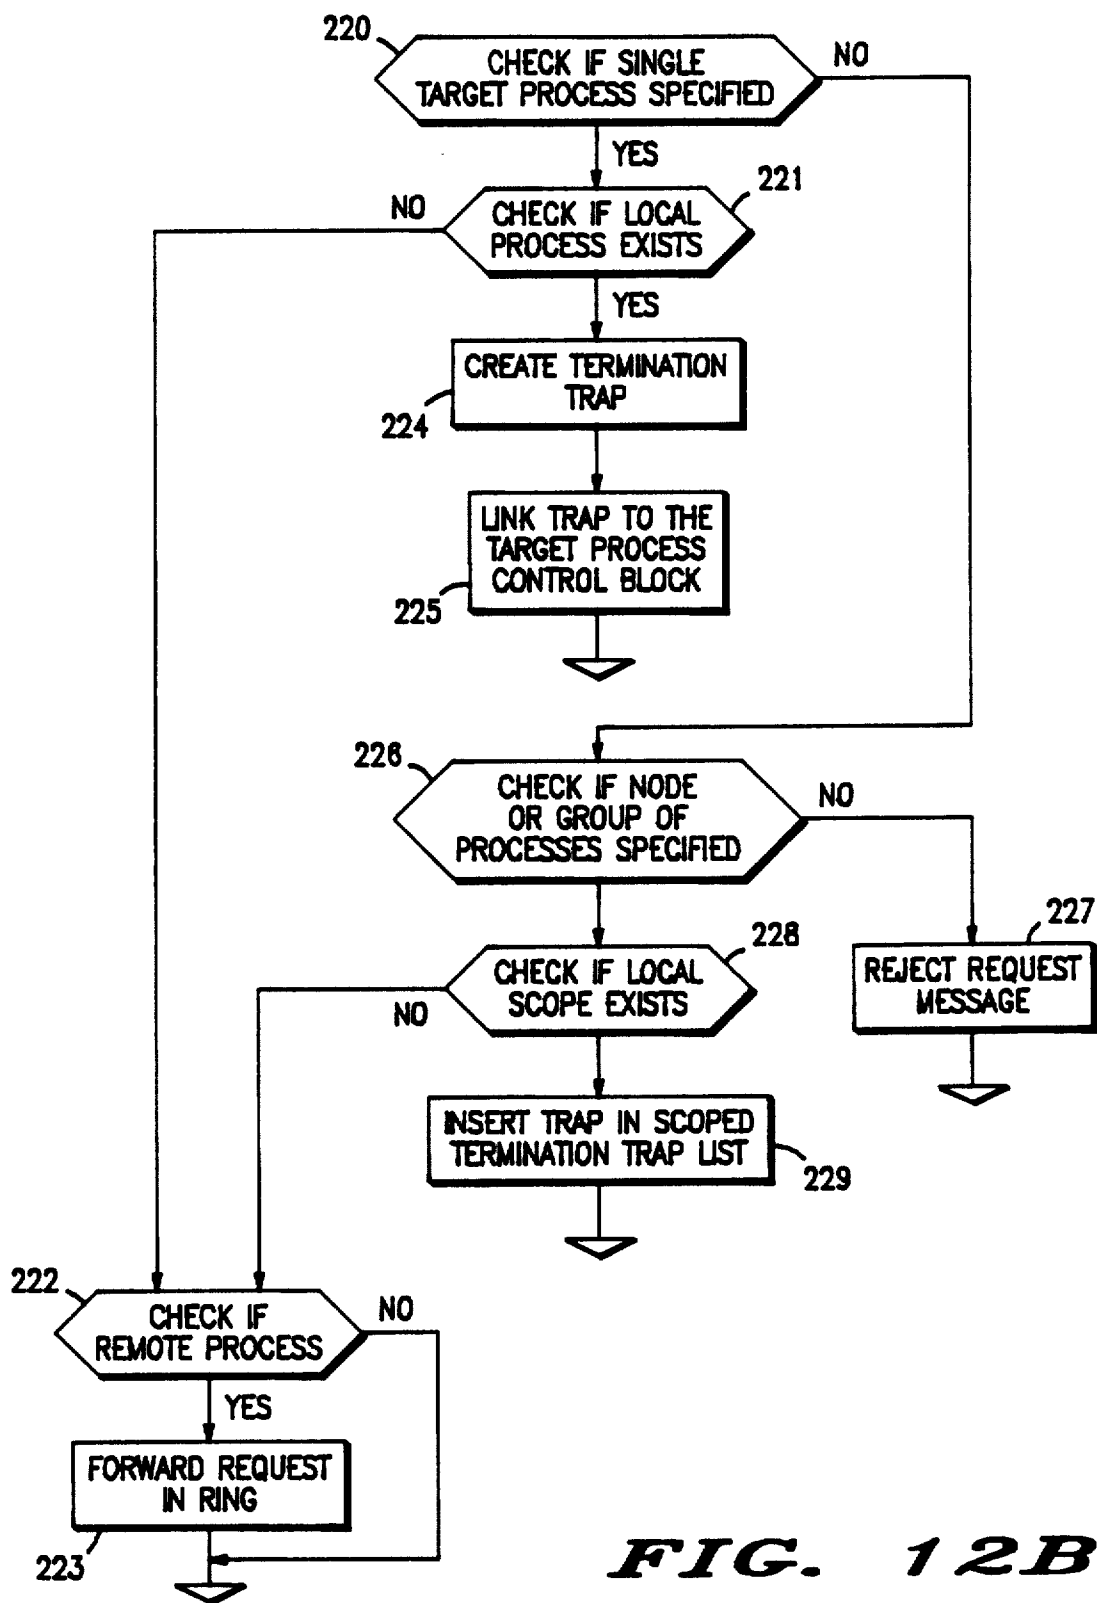 220
CHECK IF SINGLE
TARGET PROCESS SPECIFIED
NO
YES
221
NO
CHECK IF LOCAL
PROCESS EXISTS
YES
CREATE TERMINATION
TRAP
224
LINK TRAP TO THE
TARGET PROCESS
CONTROL BLOCK
225
226
CHECK IF NODE
OR GROUP OF
PROCESSES SPECIFIED
NO
227
228
CHECK IF LOCAL
SCOPE EXISTS
NO
REJECT REQUEST
MESSAGE
INSERT TRAP IN SCOPED
TERMINATION TRAP LIST
229
222
CHECK IF
REMOTE PROCESS
NO
YES
FORWARD REQUEST
IN RING
223
FIG. 12B